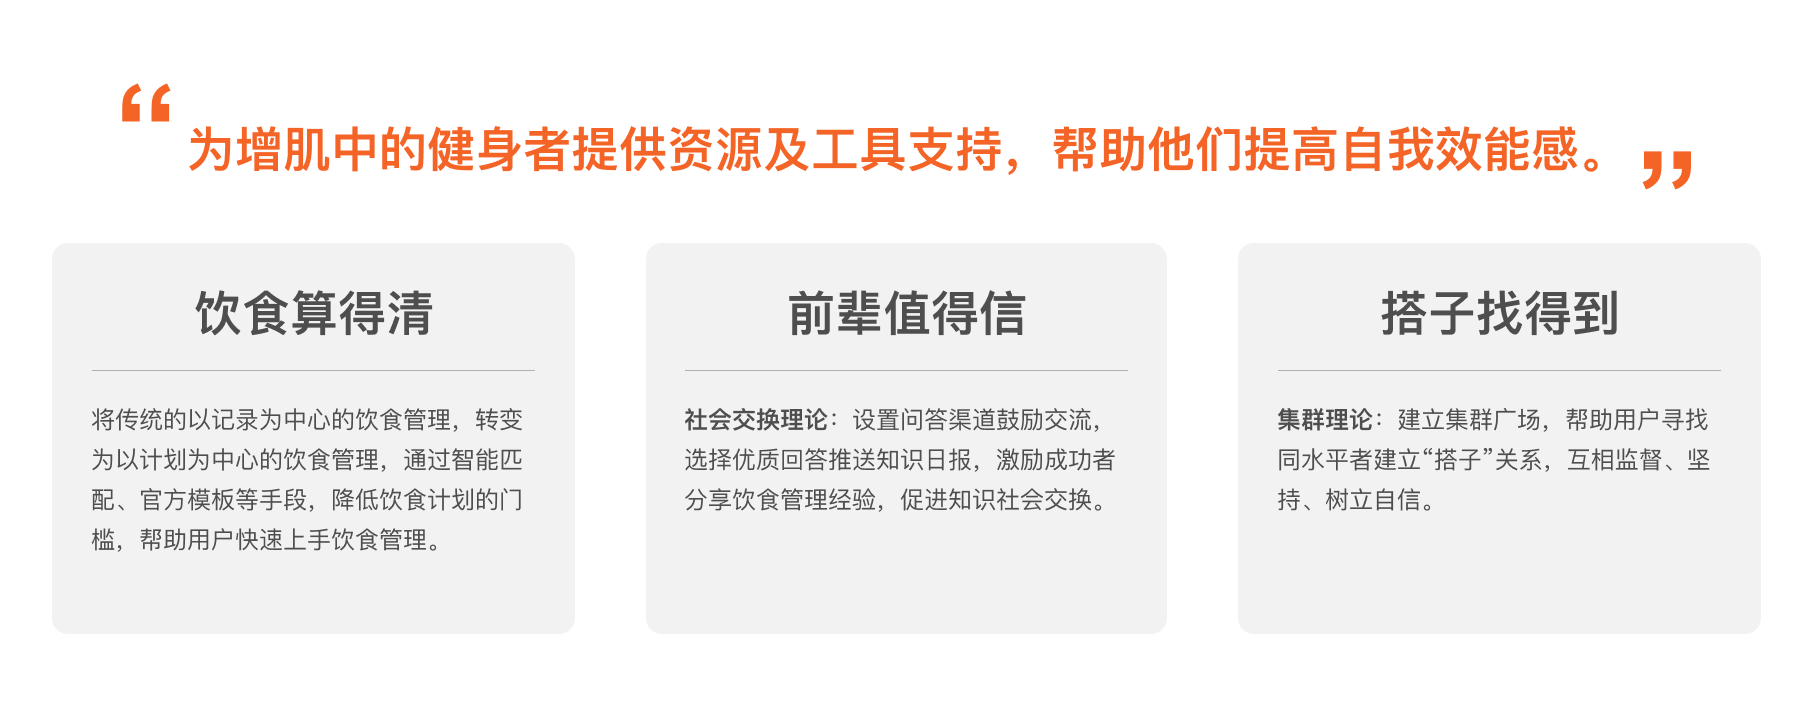 “为增肌中的健身者提供资源及工具支持，帮助他们提高自我效能感。”
饮食算得清
将传统的以记录为中心的饮食管理，转变
为以计划为中心的饮食管理，通过智能匹
配、官方模板等手段，降低饮食计划的门
槛，帮助用户快速上手饮食管理。
前辈值得信
社会交换理论：设置问答渠道鼓励交流，
选择优质回答推送知识日报，激励成功者
分享饮食管理经验，促进知识社会交换。
搭子找得到
集群理论：建立集群广场，帮助用户寻找
同水平者建立“搭子”关系，互相监督、坚
持、树立自信。